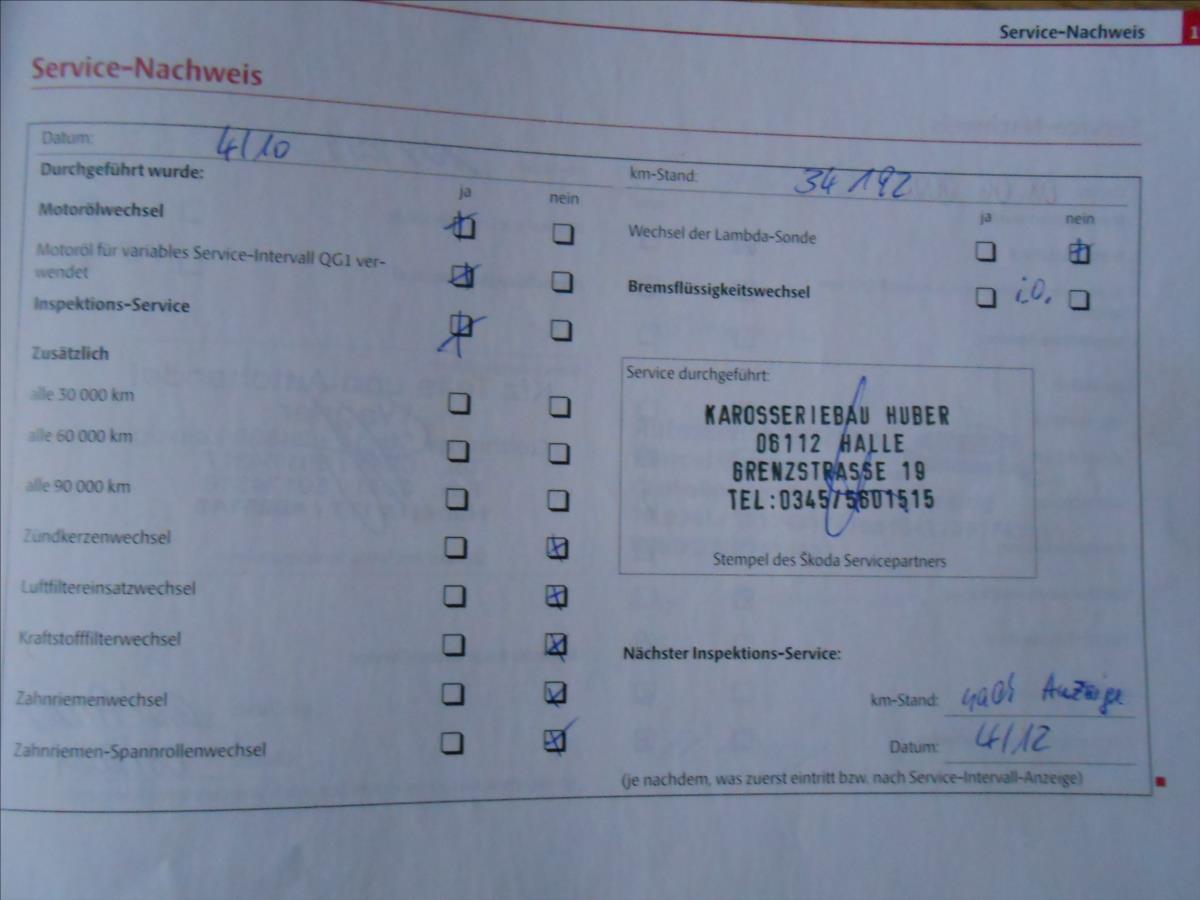 Service-Nachweis 1
Service-Nachweis
Datum: 4/10
Durchgeführt wurde:
ja nein
Motorölwechsel
Motoröl für variables Service-Intervall QG1 ver-
wendet
Inspektions-Service
Zusätzlich
alle 30 000 km
alle 60 000 km
alle 90 000 km
Zündkerzenwechsel
Luftfiltereinsatzwechsel
Kraftstofffilterwechsel
Zahnriemenwechsel
Zahnriemen-Spannrollenwechsel
km-Stand: 34 192
ja nein
Wechsel der Lambda-Sonde
Bremsflüssigkeitswechsel i.O.
Service durchgeführt:
KAROSSERIEBAU HUBER
06112 HALLE
GRENZSTRASSE 19
TEL:0345/5601515
Stempel des Škoda Servicepartners
Nächster Inspektions-Service:
km-Stand: nach Anzeige
Datum: 4/12
(je nachdem, was zuerst eintritt bzw. nach Service-Intervall-Anzeige)